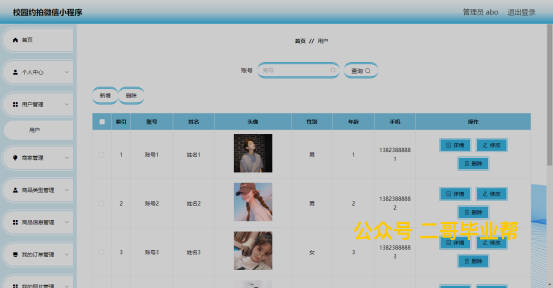 校园约拍微信小程序
管理员 abo 退出登录
首页
首页 // 用户
个人中心
账号 账号 查询
用户管理
新增 删除
用户
索引 账号 姓名 头像 性别 年龄 手机 操作
商家管理
1 账号1 姓名1 男 1 13823888881 详情 修改 删除
商品类型管理
2 账号2 姓名2 男 2 13823888882 详情 修改 删除
商品信息管理
公众号 二哥毕业帮
我的订单管理
3 账号3 姓名3 女 3 13823888883 详情 修改 删除